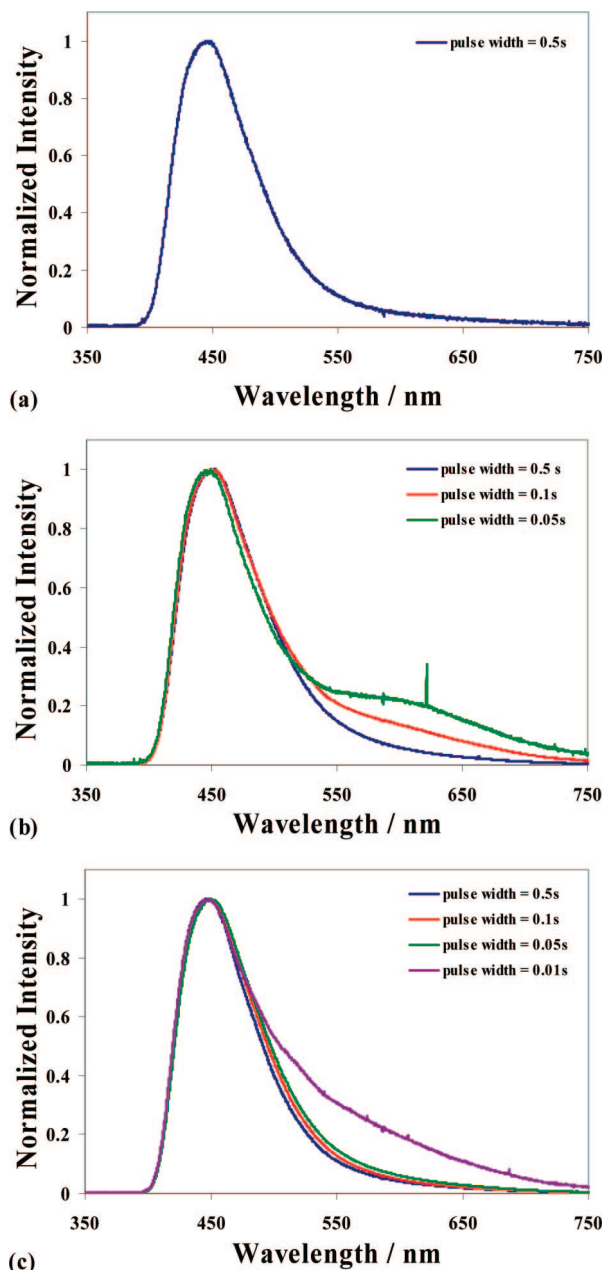 pulse width = 0.5s
Normalized Intensity
1
0.8
0.6
0.4
0.2
0
350 450 550 650 750
Wavelength / nm
(a)
pulse width = 0.5 s
pulse width = 0.1s
pulse width = 0.05s
Normalized Intensity
1
0.8
0.6
0.4
0.2
0
350 450 550 650 750
Wavelength / nm
(b)
pulse width = 0.5s
pulse width = 0.1s
pulse width = 0.05s
pulse width = 0.01s
Normalized Intensity
1
0.8
0.6
0.4
0.2
0
350 450 550 650 750
Wavelength / nm
(c)